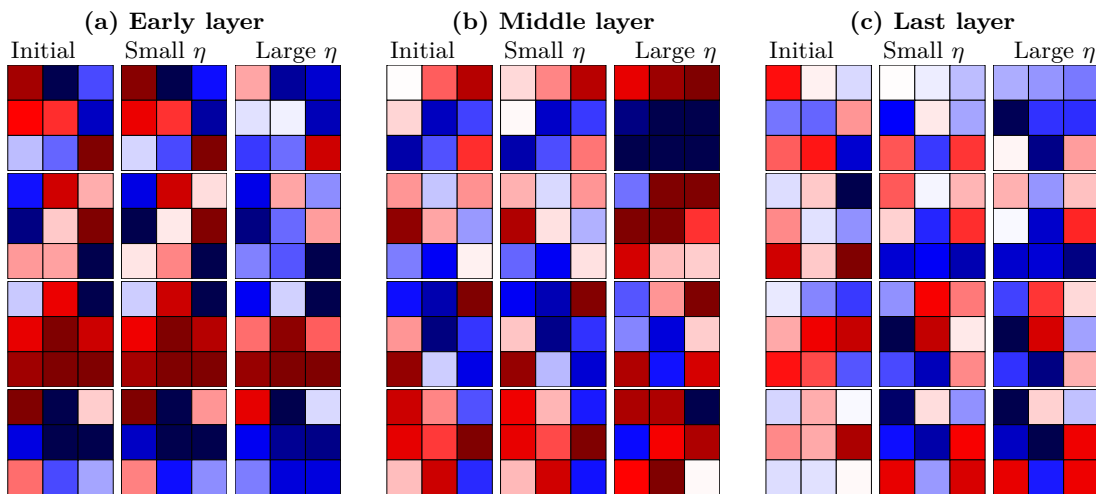 (a) Early layer (b) Middle layer (c) Last layer
Initial Small η Large η Initial Small η Large η Initial Small η Large η